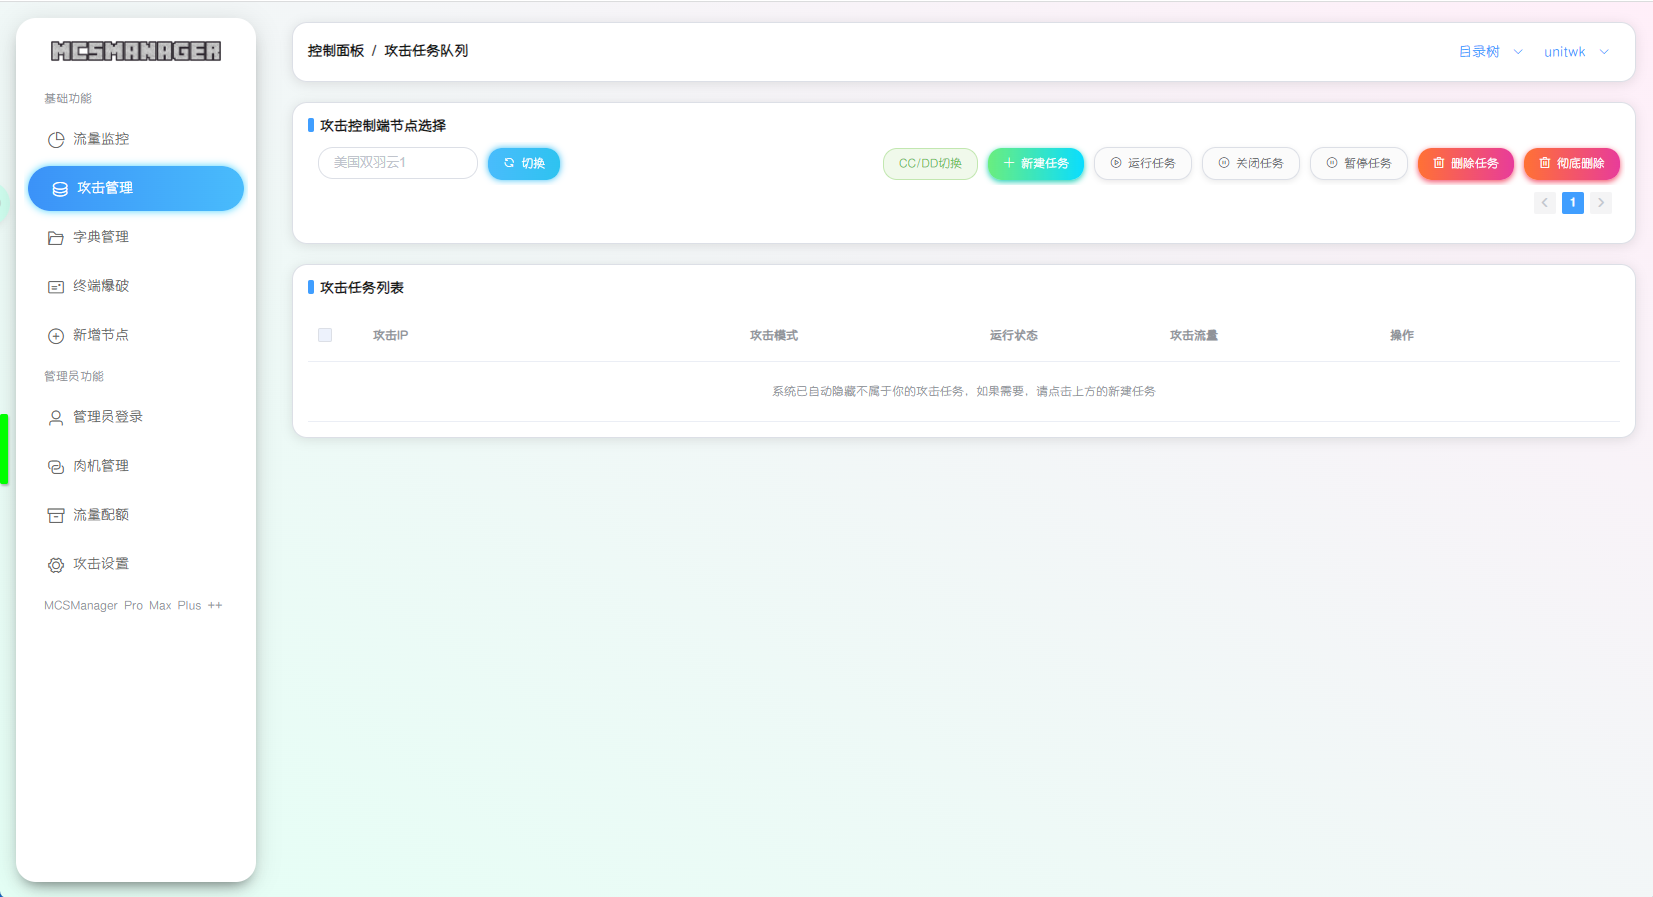 MCSMANAGER
基础功能
流量监控
攻击管理
字典管理
终端爆破
新增节点
管理员功能
管理员登录
肉机管理
流量配额
攻击设置
MCSManager Pro Max Plus ++
控制面板 / 攻击任务队列
目录树 unitwk
攻击控制端节点选择
美国双羽云1 切换 CC/DD切换 新建任务 运行任务 关闭任务 暂停任务 删除任务 彻底删除
1
攻击任务列表
攻击IP 攻击模式 运行状态 攻击流量 操作
系统已自动隐藏不属于你的攻击任务，如果需要，请点击上方的新建任务